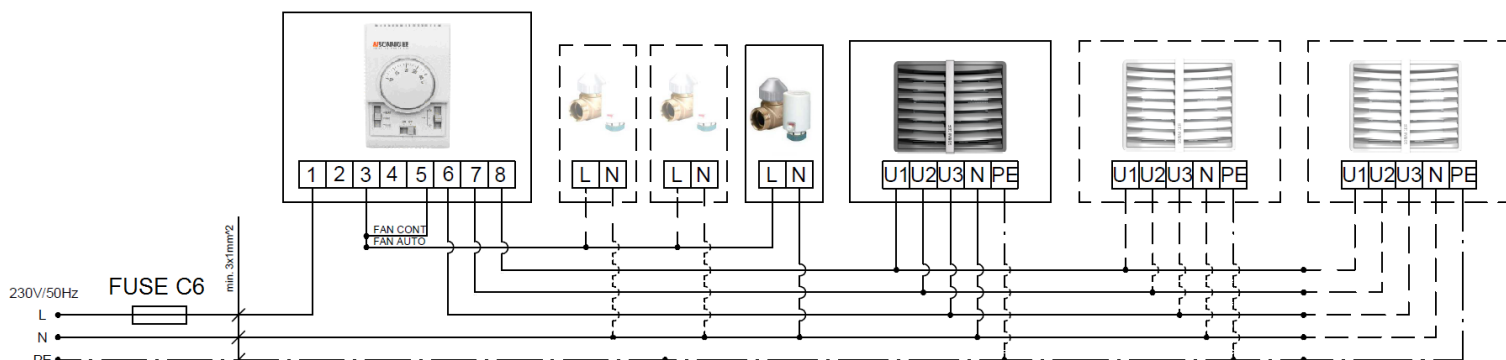 1 2 3 4 5 6 7 8
L N
L N
L N
U1 U2 U3 N PE
U1 U2 U3 N PE
U1 U2 U3 N PE
FAN CONT
FAN AUTO
min. 3x1mm^2
230V/50Hz
FUSE C6
L
N
PE